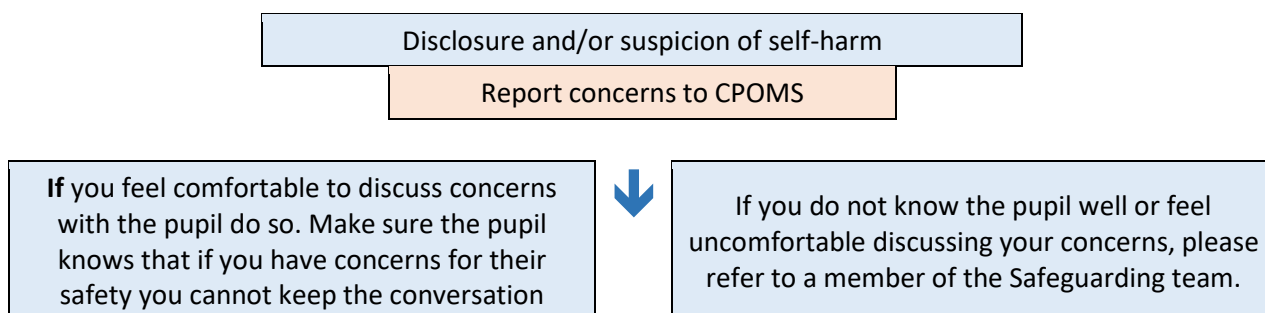 Disclosure and/or suspicion of self-harm
Report concerns to CPOMS
If you feel comfortable to discuss concerns
with the pupil do so. Make sure the pupil
knows that if you have concerns for their
safety you cannot keep the conversation
If you do not know the pupil well or feel
uncomfortable discussing your concerns, please
refer to a member of the Safeguarding team.